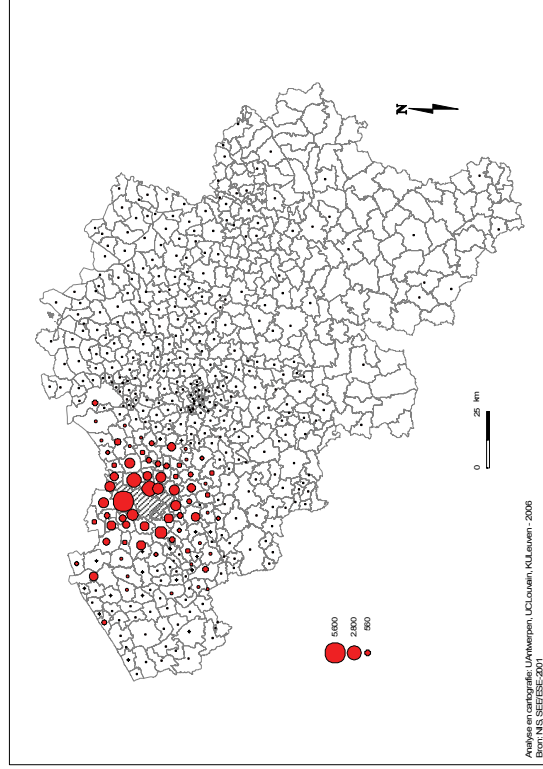 N
0 25 km
5.600
2.800
560
Analyse en cartografie: UAntwerpen, UCLouvain, KULeuven - 2006
Bron: NIS, SEE/ESE-2001